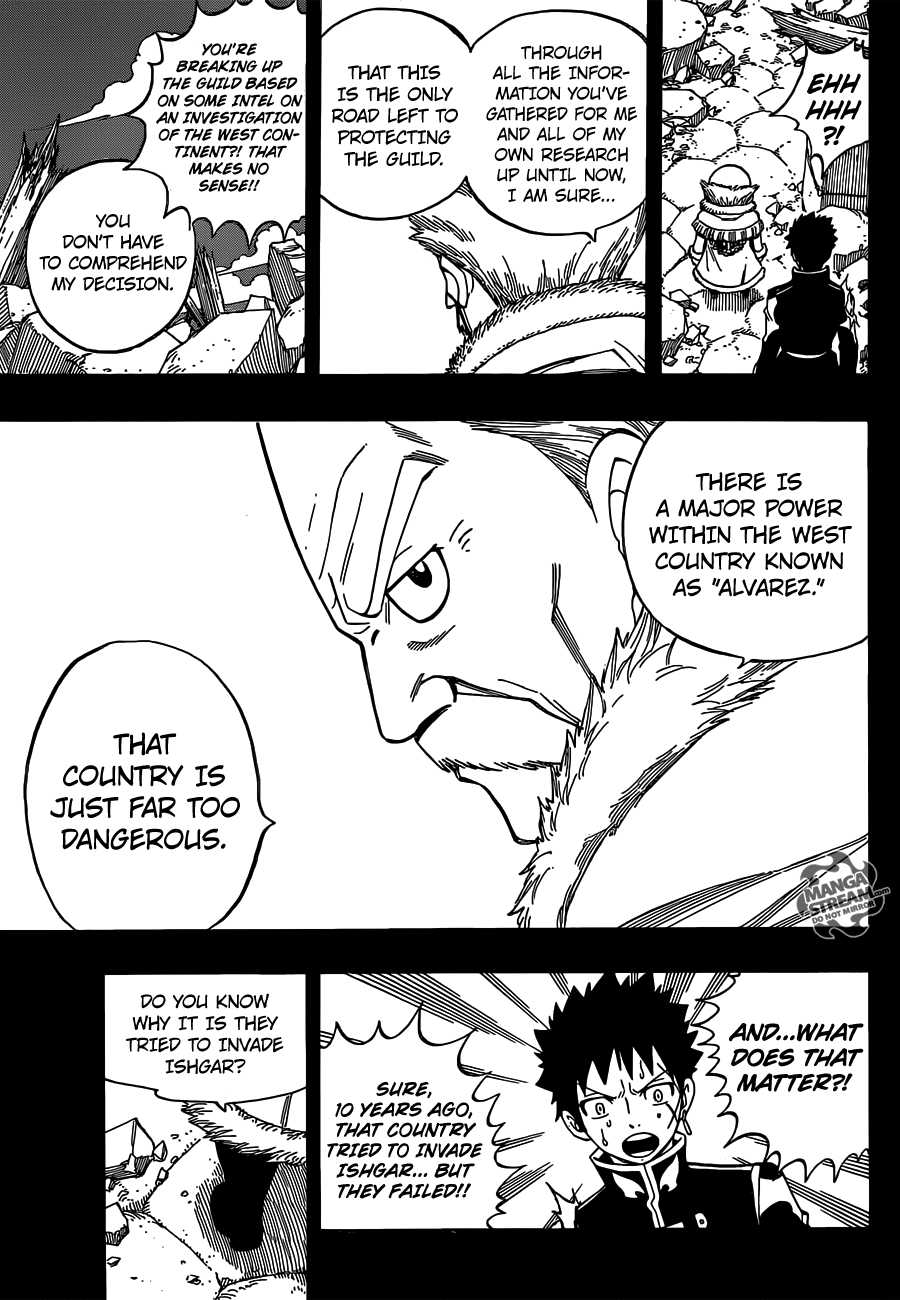 EHH
HHH
?!
THROUGH
ALL THE INFOR-
MATION YOU'VE
GATHERED FOR ME
AND ALL OF MY
OWN RESEARCH
UP UNTIL NOW,
I AM SURE...
THAT THIS
IS THE ONLY
ROAD LEFT TO
PROTECTING
THE GUILD.
YOU'RE
BREAKING UP
THE GUILD BASED
ON SOME INTEL ON
AN INVESTIGATION
OF THE WEST CON-
TINENT?! THAT
MAKES NO
SENSE!!
YOU
DON'T HAVE
TO COMPREHEND
MY DECISION.
THERE IS
A MAJOR POWER
WITHIN THE WEST
COUNTRY KNOWN
AS "ALVAREZ."
THAT
COUNTRY IS
JUST FAR TOO
DANGEROUS.
MANGA
STREAM.com
DO NOT MIRROR
AND...WHAT
DOES THAT
MATTER?!
SURE,
10 YEARS AGO,
THAT COUNTRY
TRIED TO INVADE
ISHGAR... BUT
THEY FAILED!!
DO YOU KNOW
WHY IT IS THEY
TRIED TO INVADE
ISHGAR?